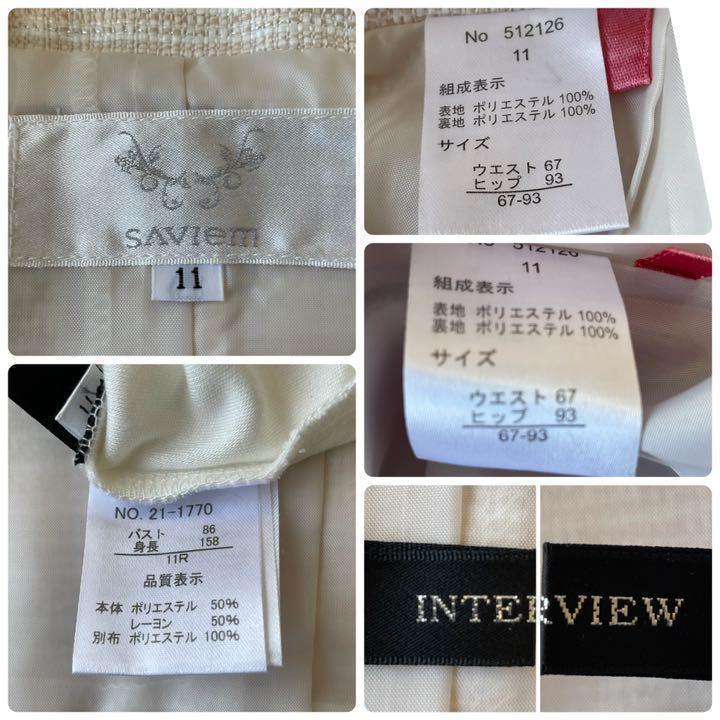 SAVIEM
11
No 512126
11
組成表示
表地 ポリエステル 100%
裏地 ポリエステル 100%
サイズ
ウエスト 67
ヒップ 93
67-93
No 512126
11
組成表示
表地 ポリエステル 100%
裏地 ポリエステル 100%
サイズ
ウエスト 67
ヒップ 93
67-93
NO. 21-1770
バスト 86
身長 158
11R
品質表示
本体 ポリエステル 50%
レーヨン 50%
別布 ポリエステル 100%
INTERVIEW